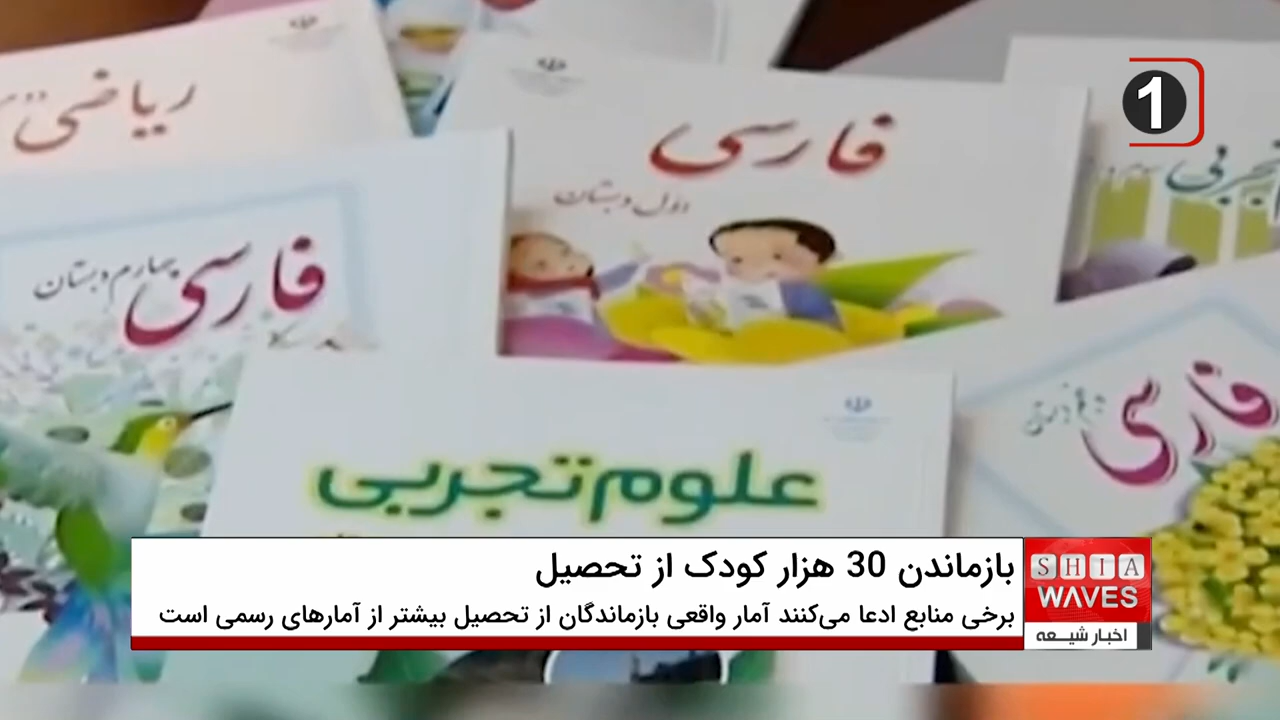 ریاضی
فارسی
اول دبستان
تجربی
1
فارسی
چهارم دبستان
فارسی
علوم تجربی
بازماندن 30 هزار کودک از تحصیل
برخی منابع ادعا می‌کنند آمار واقعی بازماندگان از تحصیل بیشتر از آمارهای رسمی است
SHIA
WAVES
اخبار شیعه